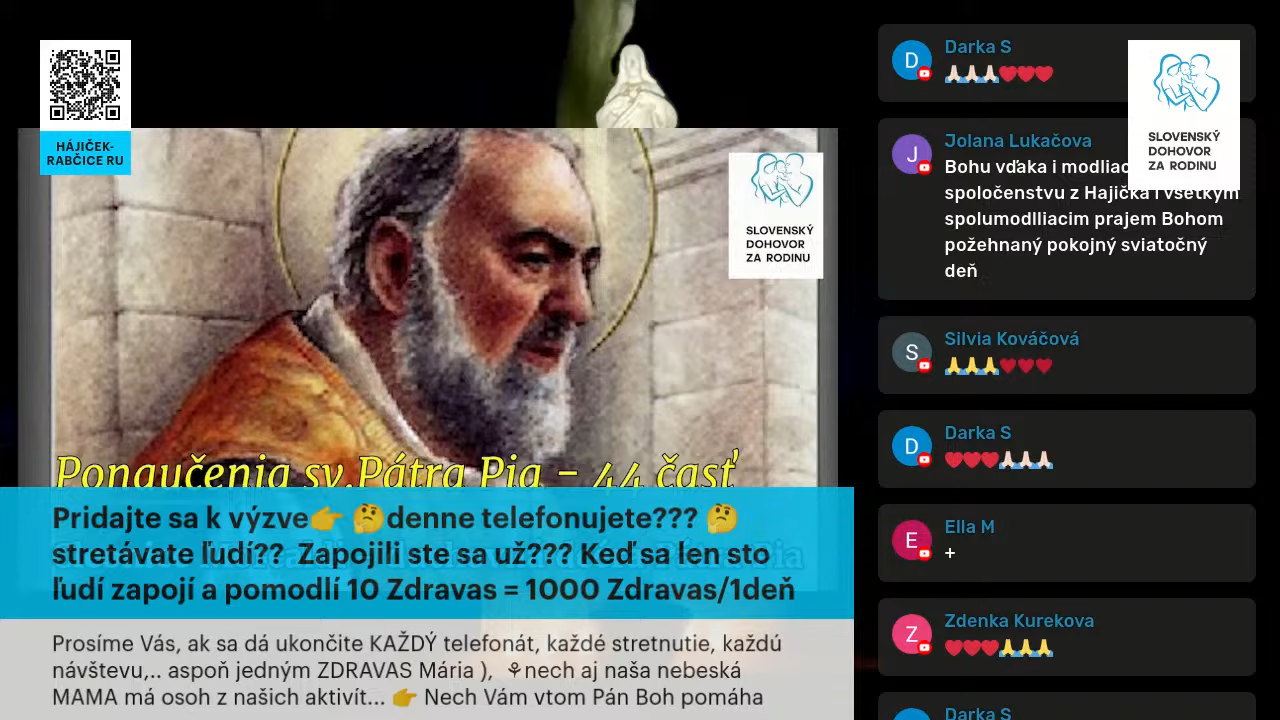 HÁJIČEK-
RABČICE RU
SLOVENSKÝ
DOHOVOR
ZA RODINU
Ponaučenia sv.Pátra Pia – 44 časť
Pridajte sa k výzve👉 🤔denne telefonujete??? 🤔
stretávate ľudí?? Zapojili ste sa už??? Keď sa len sto
ľudí zapojí a pomodlí 10 Zdravas = 1000 Zdravas/1deň
Prosíme Vás, ak sa dá ukončite KAŽDÝ telefonát, každé stretnutie, každú
návštevu,.. aspoň jedným ZDRAVAS Mária ), ⚘nech aj naša nebeská
MAMA má osoh z našich aktivít... 👉 Nech Vám vtom Pán Boh pomáha
D
Darka S
🙏🏻🙏🏻🙏🏻❤️❤️❤️
SLOVENSKÝ
DOHOVOR
ZA RODINU
J
Jolana Lukačova
Bohu vďaka i
spoločenstvu z Hajička i všetkým
spolumodlliacim prajem Bohom
požehnaný pokojný sviatočný
deň
S
Silvia Kováčová
🙏🙏🙏❤️❤️❤️
D
Darka S
❤️❤️❤️🙏🏻🙏🏻🙏🏻
E
Ella M
+
Z
Zdenka Kurekova
❤️❤️❤️🙏🙏🙏
Darka S